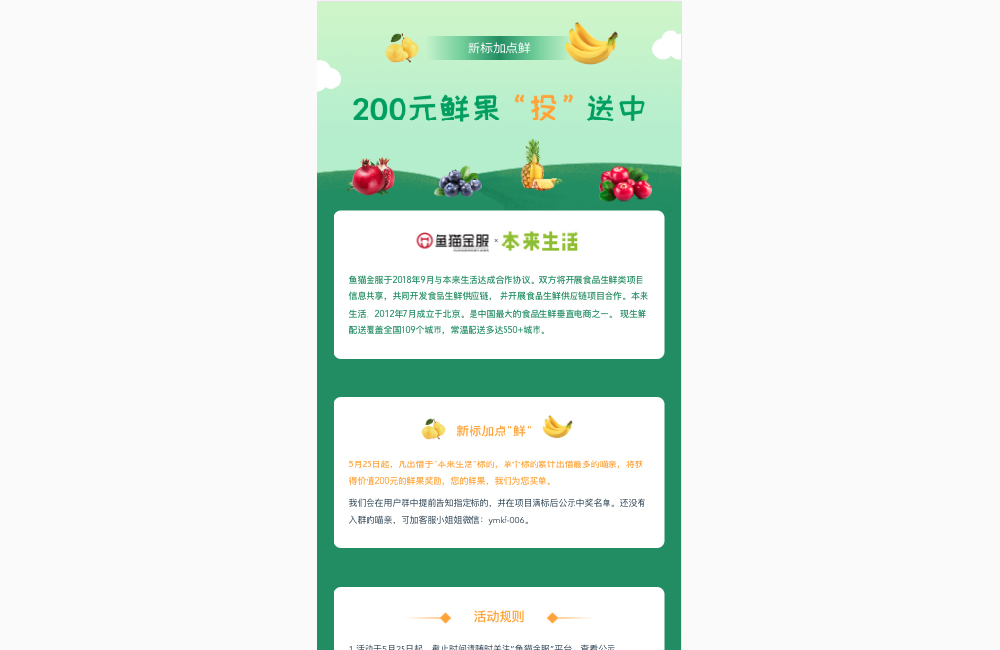 新标加点鲜
200元鲜果“投”送中
鱼猫金服 × 本来生活
鱼猫金服于2018年9月与本来生活达成合作协议。双方将开展食品生鲜类项目
信息共享，共同开发食品生鲜供应链， 并开展食品生鲜供应链项目合作。本来
生活，2012年7月成立于北京。是中国最大的食品生鲜垂直电商之一。 现生鲜
配送覆盖全国109个城市，常温配送多达550+城市。
新标加点"鲜"
5月25日起，凡出借于"本来生活"标的，单个标的累计出借最多的喵亲，将获
得价值200元的鲜果奖励，您的鲜果，我们为您买单。
我们会在用户群中提前告知指定标的，并在项目满标后公示中奖名单。还没有
入群的喵亲，可加客服小姐姐微信：ymkf-006。
活动规则
1.活动于5月25日起，截止时间请随时关注"鱼猫金服"平台，查看公示